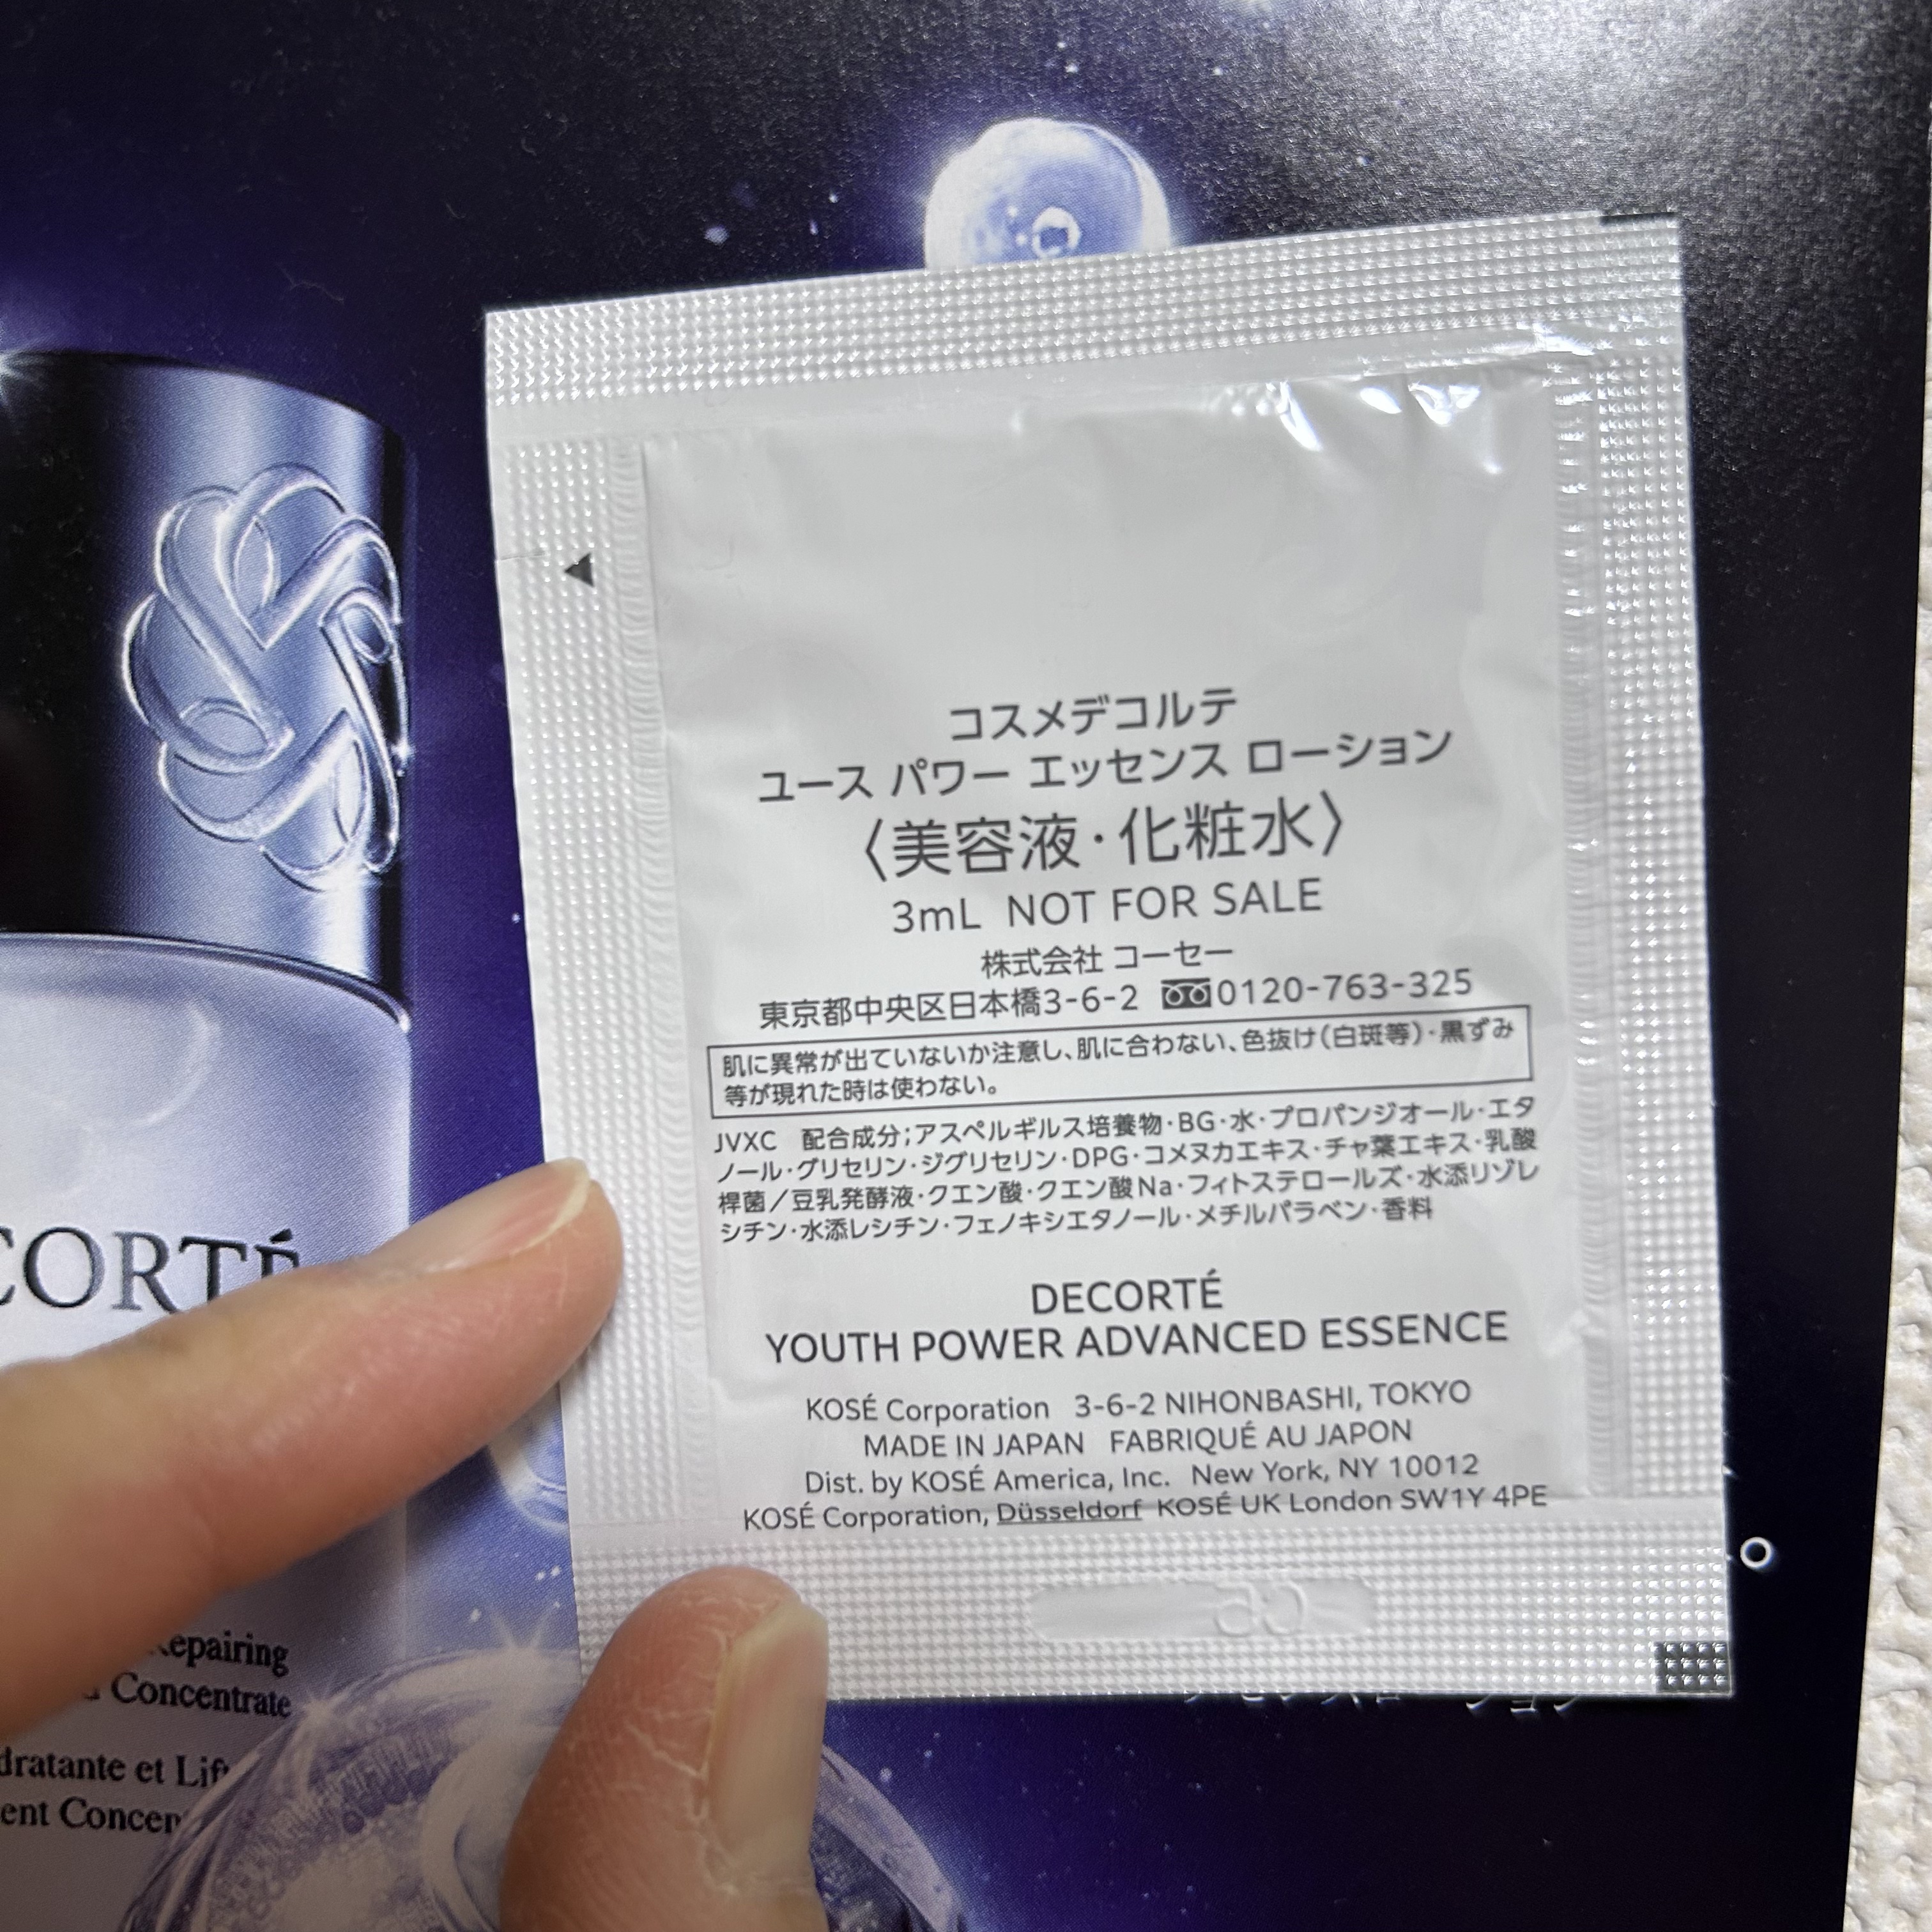 コスメデコルテ
ユース パワー エッセンス ローション
〈美容液・化粧水〉
3mL NOT FOR SALE
株式会社 コーセー
東京都中央区日本橋3-6-2 0120-763-325
肌に異常が出ていないか注意し、肌に合わない、色抜け（白斑等）・黒ずみ
等が現れた時は使わない。
JVXC 配合成分；アスペルギルス培養物・BG・水・プロパンジオール・エタ
ノール・グリセリン・ジグリセリン・DPG・コメヌカエキス・チャ葉エキス・乳酸
桿菌／豆乳発酵液・クエン酸・クエン酸Na・フィトステロールズ・水添リゾレ
シチン・水添レシチン・フェノキシエタノール・メチルパラベン・香料
DECORTÉ
YOUTH POWER ADVANCED ESSENCE
KOSÉ Corporation 3-6-2 NIHONBASHI, TOKYO
MADE IN JAPAN FABRIQUÉ AU JAPON
Dist. by KOSÉ America, Inc. New York, NY 10012
KOSÉ Corporation, Düsseldorf KOSÉ UK London SW1Y 4PE
CORTÉ
epairing
Concentrate
dratante et Lif
ent Concen